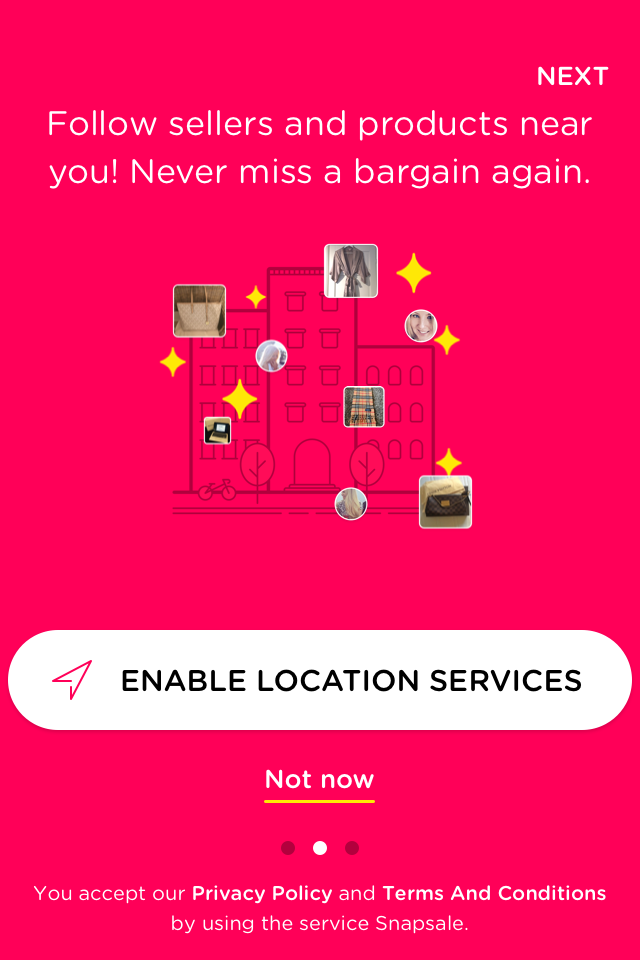 NEXT
Follow sellers and products near
you! Never miss a bargain again.
ENABLE LOCATION SERVICES
Not now
You accept our Privacy Policy and Terms And Conditions
by using the service Snapsale.